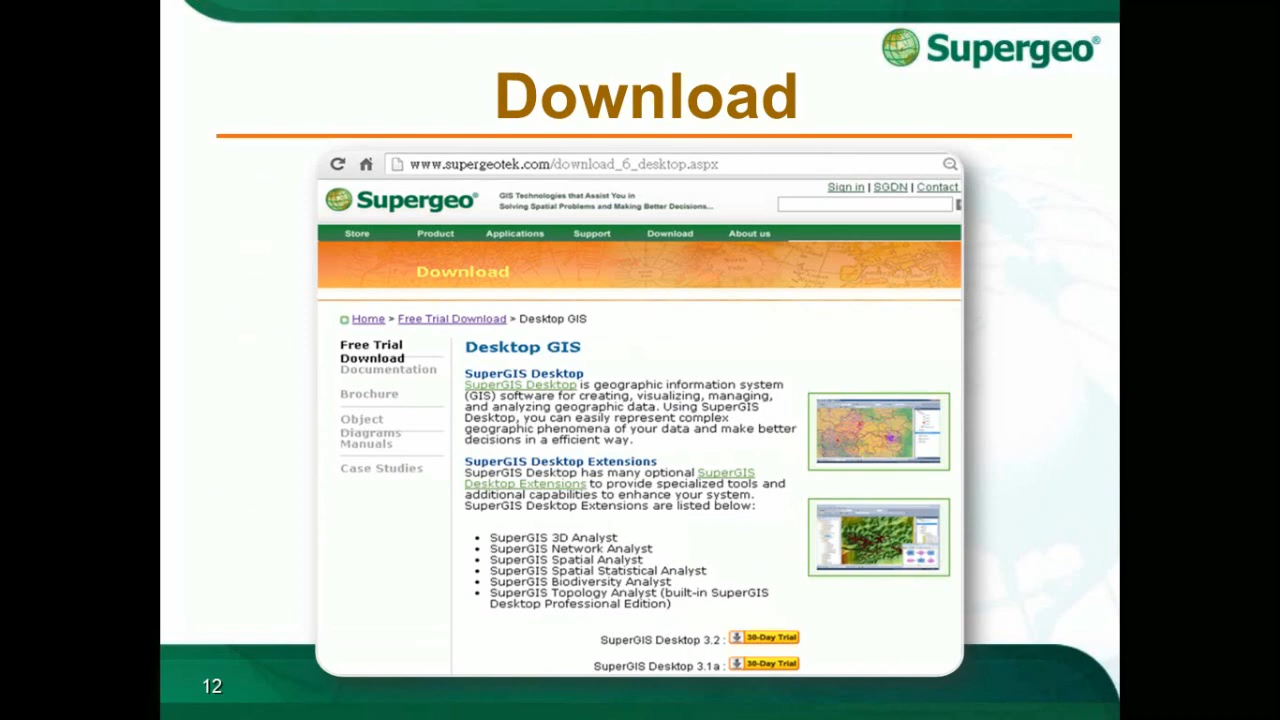 Supergeo®
Download
www.supergeotek.com/download_6_desktop.aspx
Sign in | SGDN | Contact
Supergeo®
GIS Technologies that Assist You in
Solving Spatial Problems and Making Better Decisions...
Store Product Applications Support Download About us
Download
Home > Free Trial Download > Desktop GIS
Free Trial
Download
Documentation
Brochure
Object
Diagrams
Manuals
Case Studies
Desktop GIS
SuperGIS Desktop
SuperGIS Desktop is geographic information system
(GIS) software for creating, visualizing, managing,
and analyzing geographic data. Using SuperGIS
Desktop, you can easily represent complex
geographic phenomena of your data and make better
decisions in a efficient way.
SuperGIS Desktop Extensions
SuperGIS Desktop has many optional SuperGIS
Desktop Extensions to provide specialized tools and
additional capabilities to enhance your system.
SuperGIS Desktop Extensions are listed below:
• SuperGIS 3D Analyst
• SuperGIS Network Analyst
• SuperGIS Spatial Analyst
• SuperGIS Spatial Statistical Analyst
• SuperGIS Biodiversity Analyst
• SuperGIS Topology Analyst (built-in SuperGIS
Desktop Professional Edition)
SuperGIS Desktop 3.2 : 30-Day Trial
SuperGIS Desktop 3.1a : 30-Day Trial
12